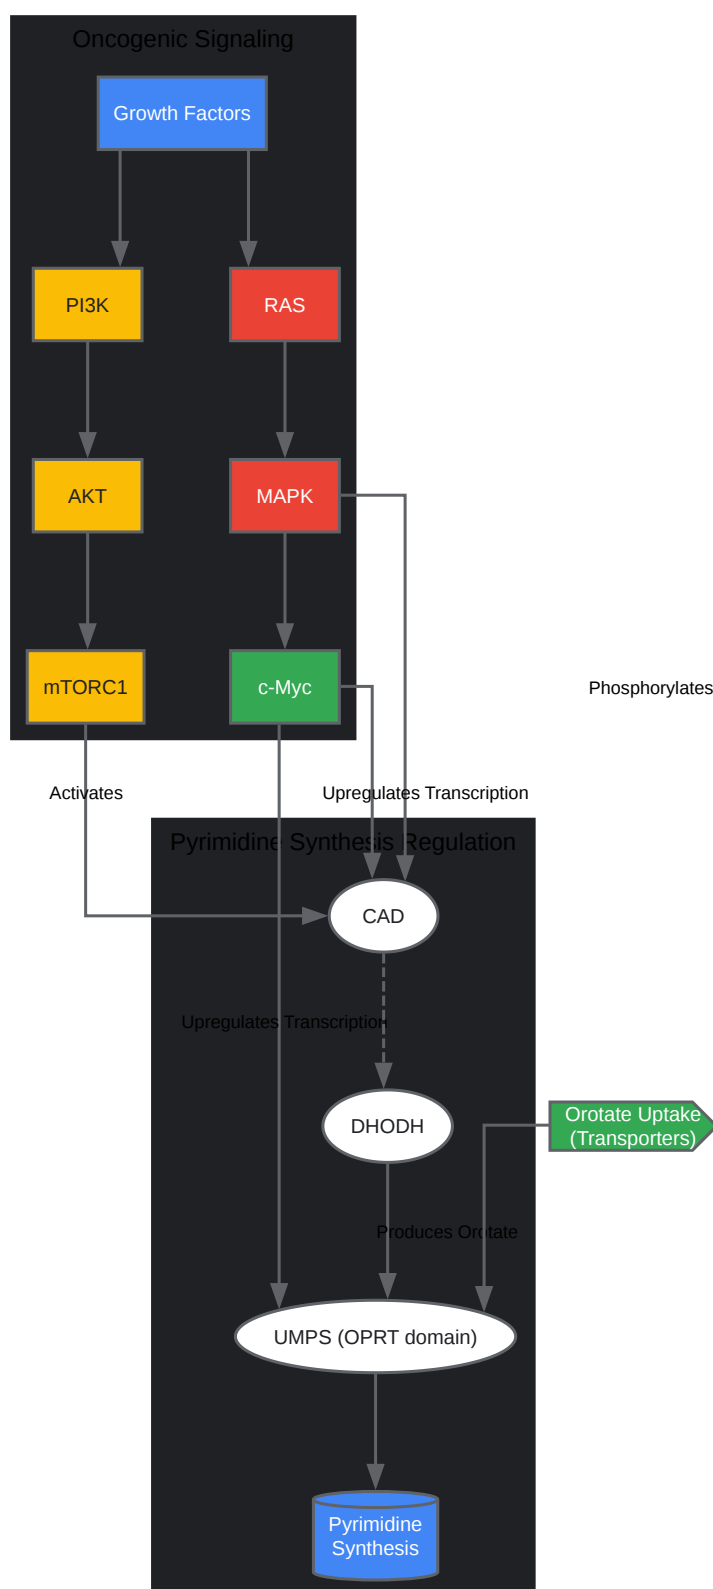 Oncogenic Signaling
Growth Factors
PI3K
RAS
AKT
MAPK
mTORC1
c-Myc
Phosphorylates
Activates
Upregulates Transcription
Pyrimidine Synthesis Regulation
CAD
Upregulates Transcription
DHODH
Orotate Uptake
(Transporters)
Produces Orotate
UMPS (OPRT domain)
Pyrimidine
Synthesis